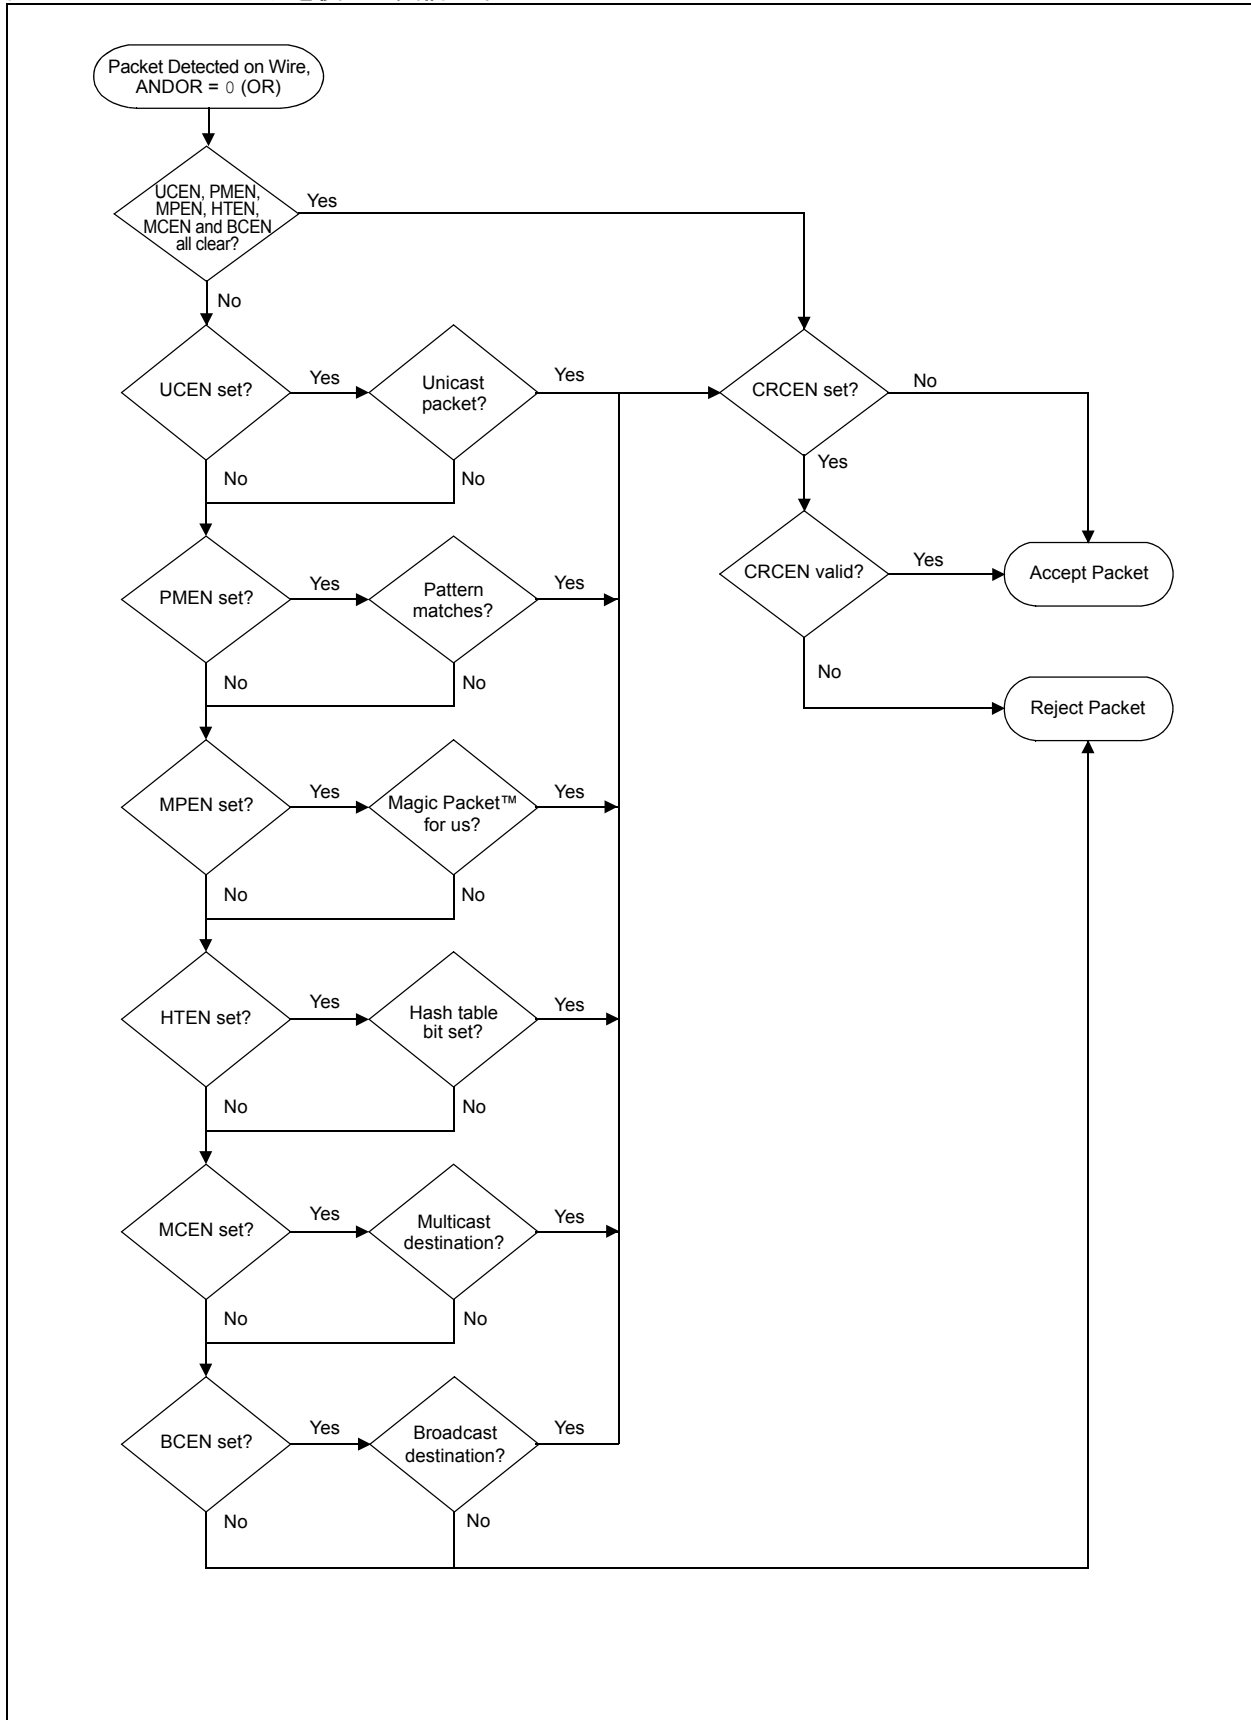 Packet Detected on Wire,
ANDOR = 0 (OR)
UCEN, PMEN,
MPEN, HTEN,
MCEN and BCEN
all clear?
Yes
No
UCEN set?
Yes
Unicast
packet?
Yes
CRCEN set?
No
No
No
Yes
PMEN set?
Yes
Pattern
matches?
Yes
CRCEN valid?
Yes
Accept Packet
No
No
No
Reject Packet
MPEN set?
Yes
Magic Packet™
for us?
Yes
No
No
HTEN set?
Yes
Hash table
bit set?
Yes
No
No
MCEN set?
Yes
Multicast
destination?
Yes
No
No
BCEN set?
Yes
Broadcast
destination?
Yes
No
No